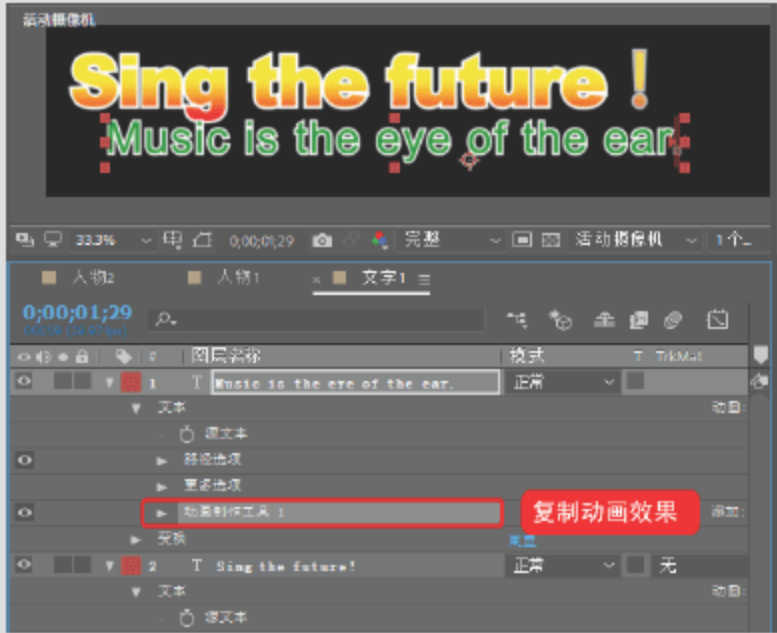 活动摄像机
Sing the future !
Music is the eye of the ear.
33.3% 0;00;01;29 完整 活动摄像机 1个...
人物2 人物1 × 文字1
0;00;01;29
# 图层名称 模式 T TrkMat
1 T Music is the eye of the ear. 正常
文本 动画:
源文本
路径选项
更多选项
动画制作工具 1 复制动画效果 添加:
变换 重置
2 T Sing the future! 正常 无
文本 动画:
源文本